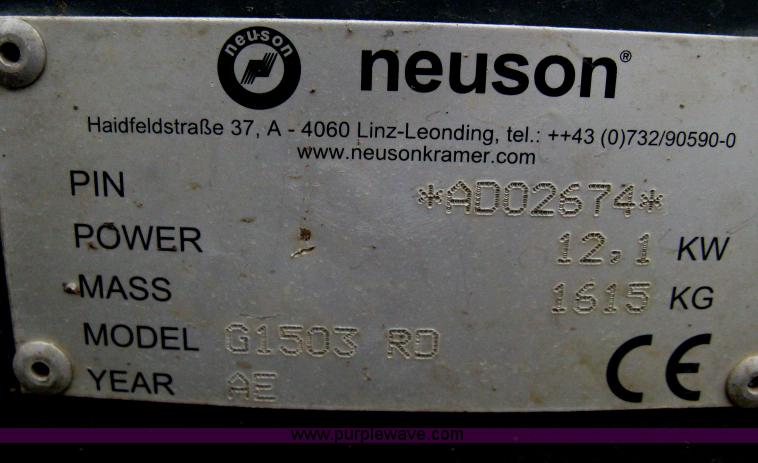 neuson
neuson®
Haidfeldstraße 37, A - 4060 Linz-Leonding, tel.: ++43 (0)732/90590-0
www.neusonkramer.com
PIN *AD02674*
POWER 12,1 KW
MASS 1615 KG
MODEL G1503 RD
YEAR AE
CE
www.purplewave.com